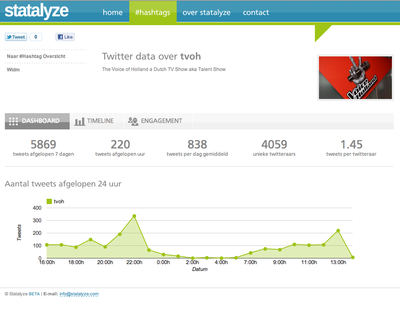 statalyze
home #hashtags over statalyze contact
Tweet 0 Like
Naar #Hashtag Overzicht
Widm
Twitter data over tvoh
The Voice of Holland a Dutch TV Show aka Talent Show
DASHBOARD TIMELINE ENGAGEMENT
5869 220 838 4059 1.45
tweets afgelopen 7 dagen tweets afgelopen uur tweets per dag gemiddeld unieke twitteraars tweets per twitteraar
Aantal tweets afgelopen 24 uur
tvoh
400
300
200
100
0
Tweets
16:00h 18:00h 20:00h 22:00h 0:00h 2:00h 4:00h 7:00h 9:00h 11:00h 13:00h
Datum
© Statalyze BETA | E-mail: info@statalyze.com